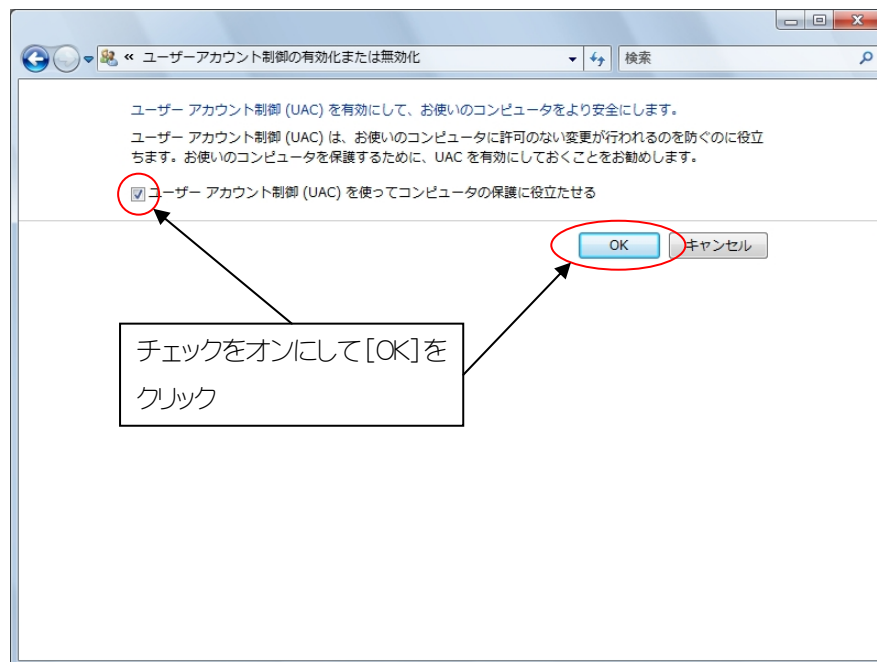 « ユーザーアカウント制御の有効化または無効化
検索
ユーザー アカウント制御 (UAC) を有効にして、お使いのコンピュータをより安全にします。
ユーザー アカウント制御 (UAC) は、お使いのコンピュータに許可のない変更が行われるのを防ぐのに役立
ちます。お使いのコンピュータを保護するために、UAC を有効にしておくことをお勧めします。
ユーザー アカウント制御 (UAC) を使ってコンピュータの保護に役立たせる
OK
キャンセル
チェックをオンにして[OK]を
クリック